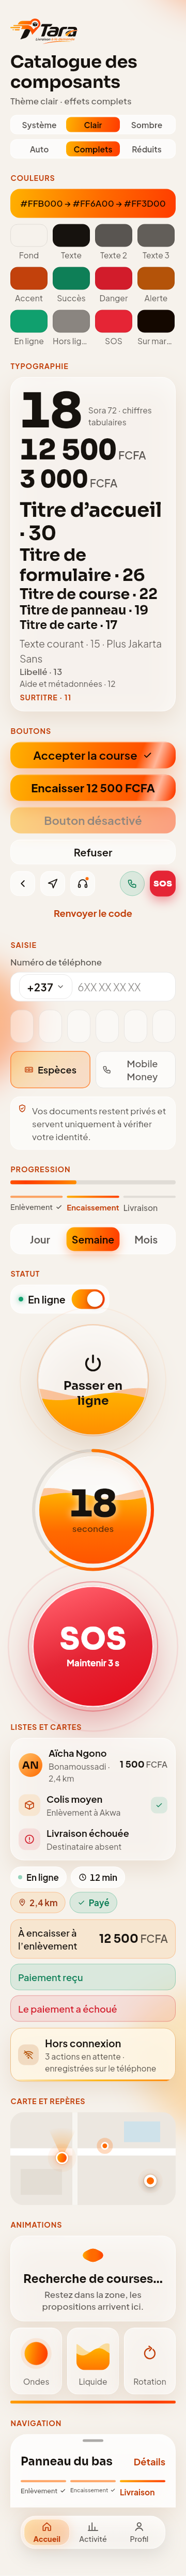 Tara
Catalogue des
composants
Thème clair · effets complets
Système Clair Sombre
Auto Complets Réduits
COULEURS
#FFB000 → #FF6A00 → #FF3D00
Fond Texte Texte 2 Texte 3
Accent Succès Danger Alerte
En ligne Hors lig... SOS Sur mar...
TYPOGRAPHIE
18 Sora 72 · chiffres
tabulaires
12 500 FCFA
3 000 FCFA
Titre d'accueil
· 30
Titre de
formulaire · 26
Titre de course · 22
Titre de panneau · 19
Titre de carte · 17
Texte courant · 15 · Plus Jakarta
Sans
Libellé · 13
Aide et métadonnées · 12
SURTITRE · 11
BOUTONS
Accepter la course
Encaisser 12 500 FCFA
Bouton désactivé
Refuser
SOS
Renvoyer le code
SAISIE
Numéro de téléphone
+237 6XX XX XX XX
Espèces Mobile
Money
Vos documents restent privés et
servent uniquement à vérifier
votre identité.
PROGRESSION
Enlèvement Encaissement Livraison
Jour Semaine Mois
STATUT
En ligne
Passer en
ligne
18
secondes
SOS
Maintenir 3 s
LISTES ET CARTES
AN Aïcha Ngono 1 500 FCFA
Bonamoussadi ·
2,4 km
Colis moyen
Enlèvement à Akwa
Livraison échouée
Destinataire absent
En ligne 12 min
2,4 km Payé
À encaisser à
l'enlèvement 12 500 FCFA
Paiement reçu
Le paiement a échoué
Hors connexion
3 actions en attente ·
enregistrées sur le téléphone
CARTE ET REPÈRES
ANIMATIONS
Recherche de courses...
Restez dans la zone, les
propositions arrivent ici.
Ondes Liquide Rotation
NAVIGATION
Panneau du bas Détails
Enlèvement Encaissement Livraison
Accueil Activité Profil